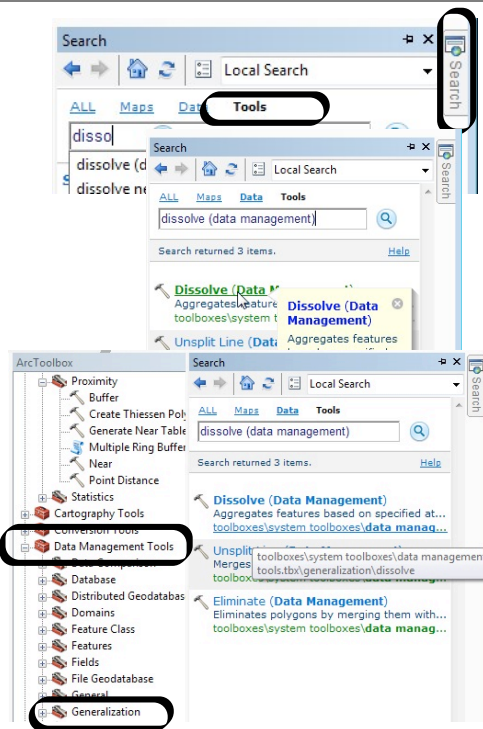 Search
Local Search
ALL Maps Data Tools
disso
dissolve (d
dissolve ne
Search
Search
Local Search
ALL Maps Data Tools
dissolve (data management)
Search returned 3 items. Help
Dissolve (Data
Aggregates feature
toolboxes\system t
Unsplit Line (Data
Dissolve (Data
Management)
Aggregates features
Search
ArcToolbox
Proximity
Buffer
Create Thiessen Poly
Generate Near Table
Multiple Ring Buffer
Near
Point Distance
Statistics
Cartography Tools
Conversion Tools
Data Management Tools
Data Comparison
Database
Distributed Geodatabas
Domains
Feature Class
Features
Fields
File Geodatabase
General
Generalization
Search
Local Search
ALL Maps Data Tools
dissolve (data management)
Search returned 3 items. Help
Dissolve (Data Management)
Aggregates features based on specified at...
toolboxes\system toolboxes\data manag...
Unsplit
Merges
toolbox
toolboxes\system toolboxes\data management
tools.tbx\generalization\dissolve
Eliminate (Data Management)
Eliminates polygons by merging them with...
toolboxes\system toolboxes\data manag...
Search